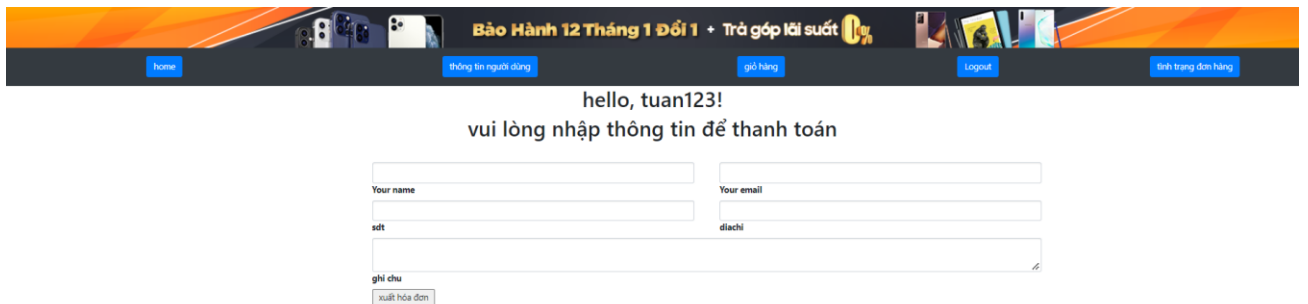 Bảo Hành 12 Tháng 1 Đổi 1 + Trả góp lãi suất 0%
home thông tin người dùng giỏ hàng Logout tình trạng đơn hàng
hello, tuan123!
vui lòng nhập thông tin để thanh toán
Your name Your email
sdt diachi
ghi chu
xuất hóa đơn